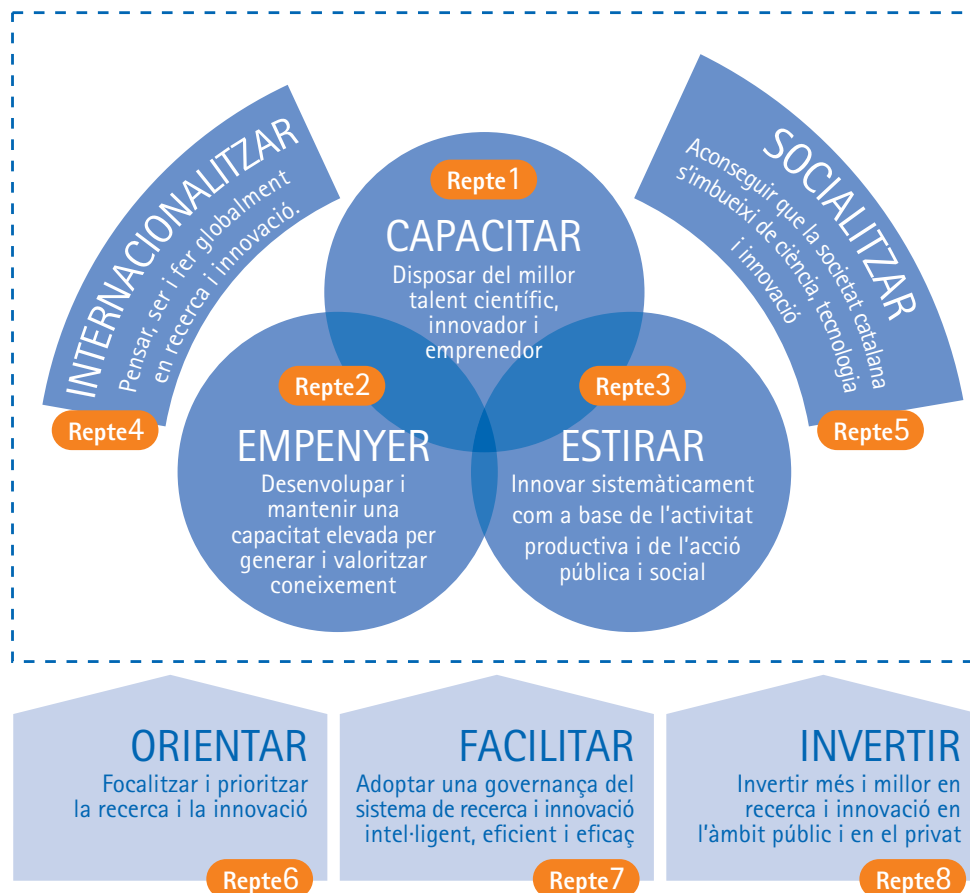 INTERNACIONALITZAR
Pensar, ser i fer globalment
en recerca i innovació.
Repte4
Repte1
CAPACITAR
Disposar del millor
talent científic,
innovador i
emprenedor
SOCIALITZAR
Aconseguir que la societat catalana
s'imbueixi de ciència, tecnologia
i innovació
Repte5
Repte2
EMPENYER
Desenvolupar i
mantenir una
capacitat elevada per
generar i valoritzar
coneixement
Repte3
ESTIRAR
Innovar sistemàticament
com a base de l'activitat
productiva i de l'acció
pública i social
ORIENTAR
Focalitzar i prioritzar
la recerca i la innovació
Repte6
FACILITAR
Adoptar una governança del
sistema de recerca i innovació
intel·ligent, eficient i eficaç
Repte7
INVERTIR
Invertir més i millor en
recerca i innovació en
l'àmbit públic i en el privat
Repte8